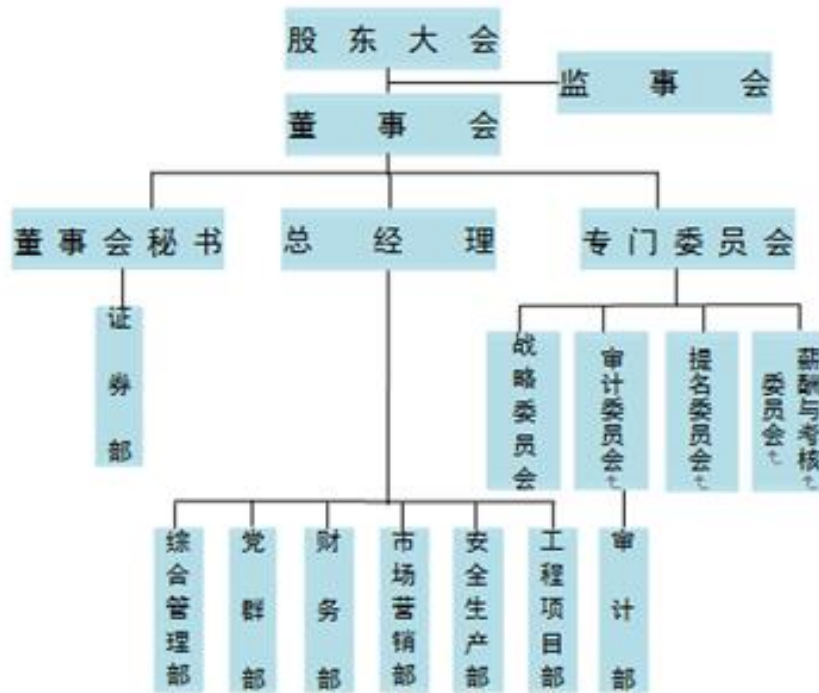 股东大会
监事会
董事会
董事会秘书
总经理
专门委员会
证券部
战略委员会
审计委员会
提名委员会
薪酬与考核
委员会
综合管理部
党群部
财务部
市场营销部
安全生产部
工程项目部
审计部